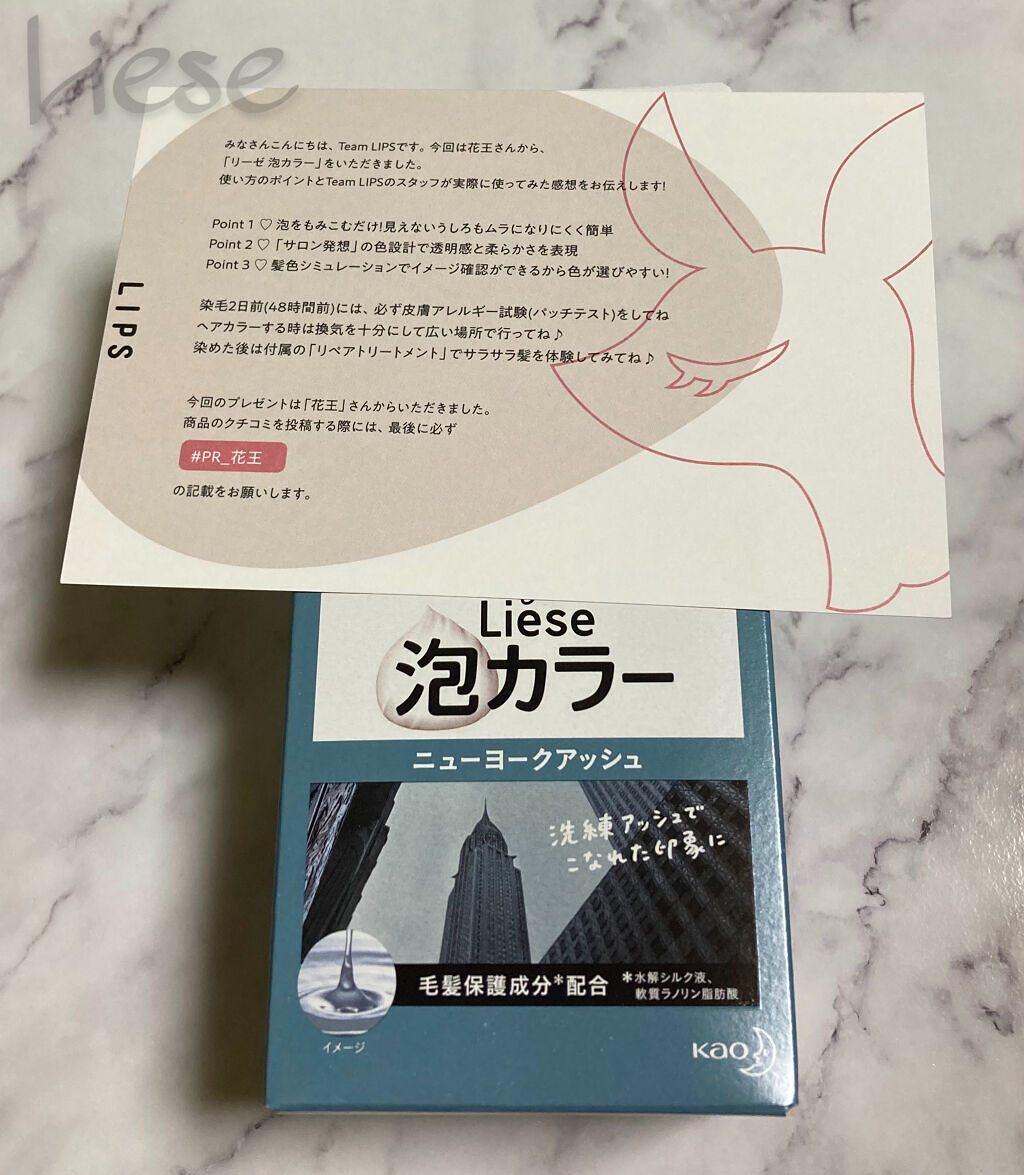 Liese
みなさんこんにちは、Team LIPSです。今回は花王さんから、
「リーゼ 泡カラー」をいただきました。
使い方のポイントとTeam LIPSのスタッフが実際に使ってみた感想をお伝えします!
Point 1 ♡ 泡をもみこむだけ!見えないうしろもムラになりにくく簡単
Point 2 ♡ 「サロン発想」の色設計で透明感と柔らかさを表現
Point 3 ♡ 髪色シミュレーションでイメージ確認ができるから色が選びやすい!
LIPS
染毛2日前(48時間前)には、必ず皮膚アレルギー試験(パッチテスト)をしてね
ヘアカラーする時は換気を十分にして広い場所で行ってね♪
染めた後は付属の「リペアトリートメント」でサラサラ髪を体験してみてね♪
今回のプレゼントは「花王」さんからいただきました。
商品のクチコミを投稿する際には、最後に必ず
#PR_花王
の記載をお願いします。
Liese
泡カラー
ニューヨークアッシュ
洗練アッシュで
こなれた印象に
毛髪保護成分*配合
*水解シルク液、
軟質ラノリン脂肪酸
イメージ
Kao